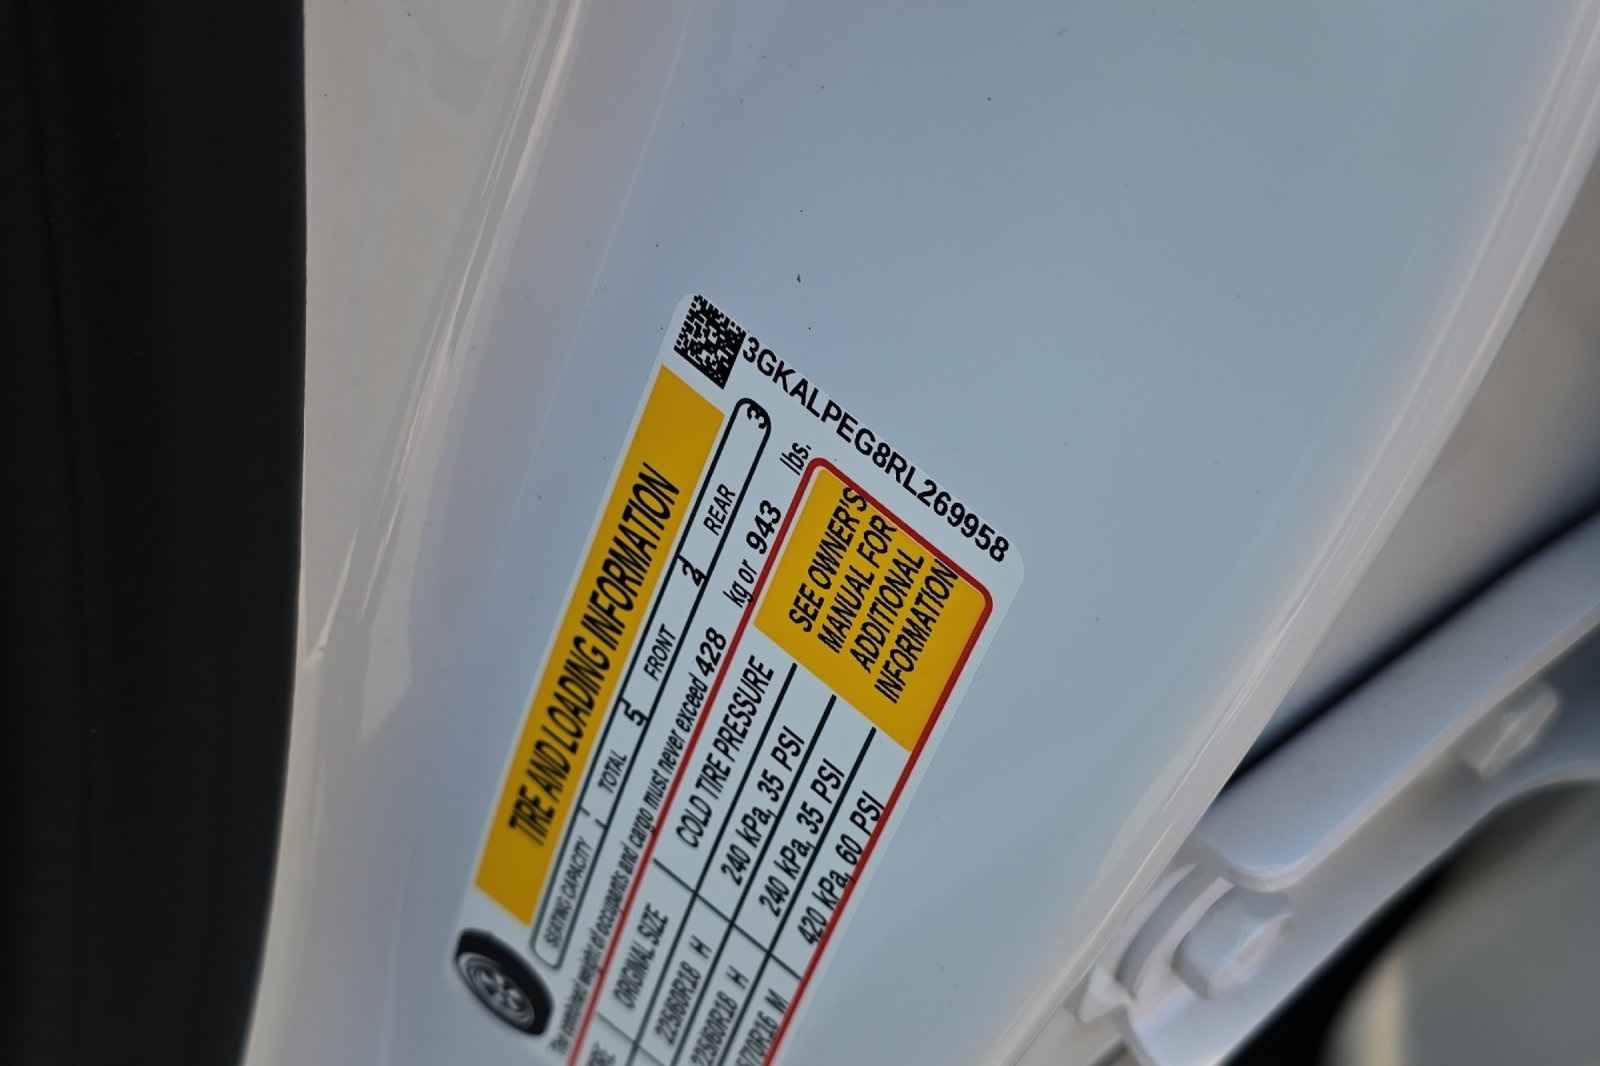 3GKALPEG8RL269958
TIRE AND LOADING INFORMATION
SEATING CAPACITY TOTAL 5 FRONT 2 REAR 3
The combined weight of occupants and cargo must never exceed 428 kg or 943 lbs.
ORIGINAL SIZE COLD TIRE PRESSURE
225/60R18 H 240 kPa, 35 PSI
225/60R18 H 240 kPa, 35 PSI
70R16 M 420 kPa, 60 PSI
SEE OWNER'S
MANUAL FOR
ADDITIONAL
INFORMATION